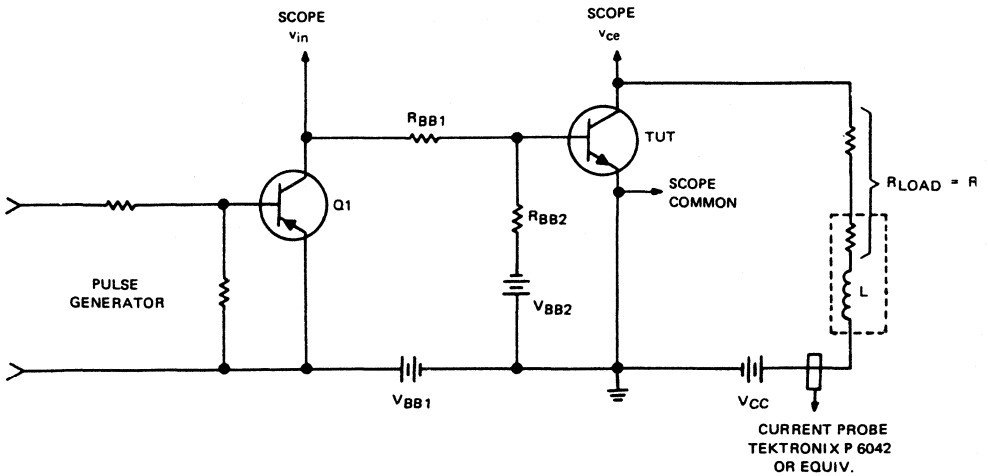 SCOPE
vin
SCOPE
vce
RBB1
TUT
RLOAD = R
Q1
SCOPE
COMMON
RBB2
PULSE
GENERATOR
L
VBB2
VBB1
VCC
CURRENT PROBE
TEKTRONIX P 6042
OR EQUIV.